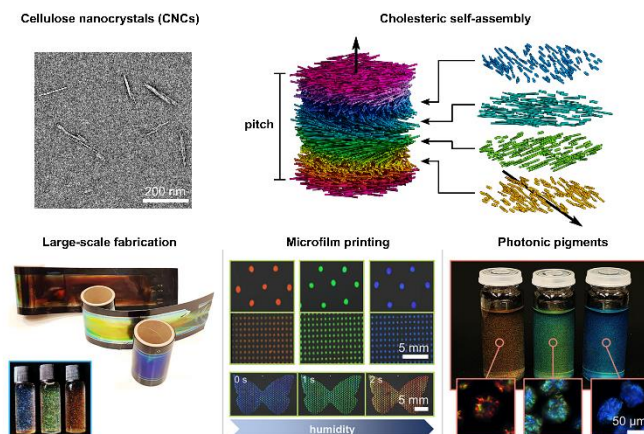 Cellulose nanocrystals (CNCs)
Cholesteric self-assembly
200 nm
pitch
Large-scale fabrication
Microfilm printing
Photonic pigments
5 mm
0 s
1 s
2 s
5 mm
humidity
50 µm